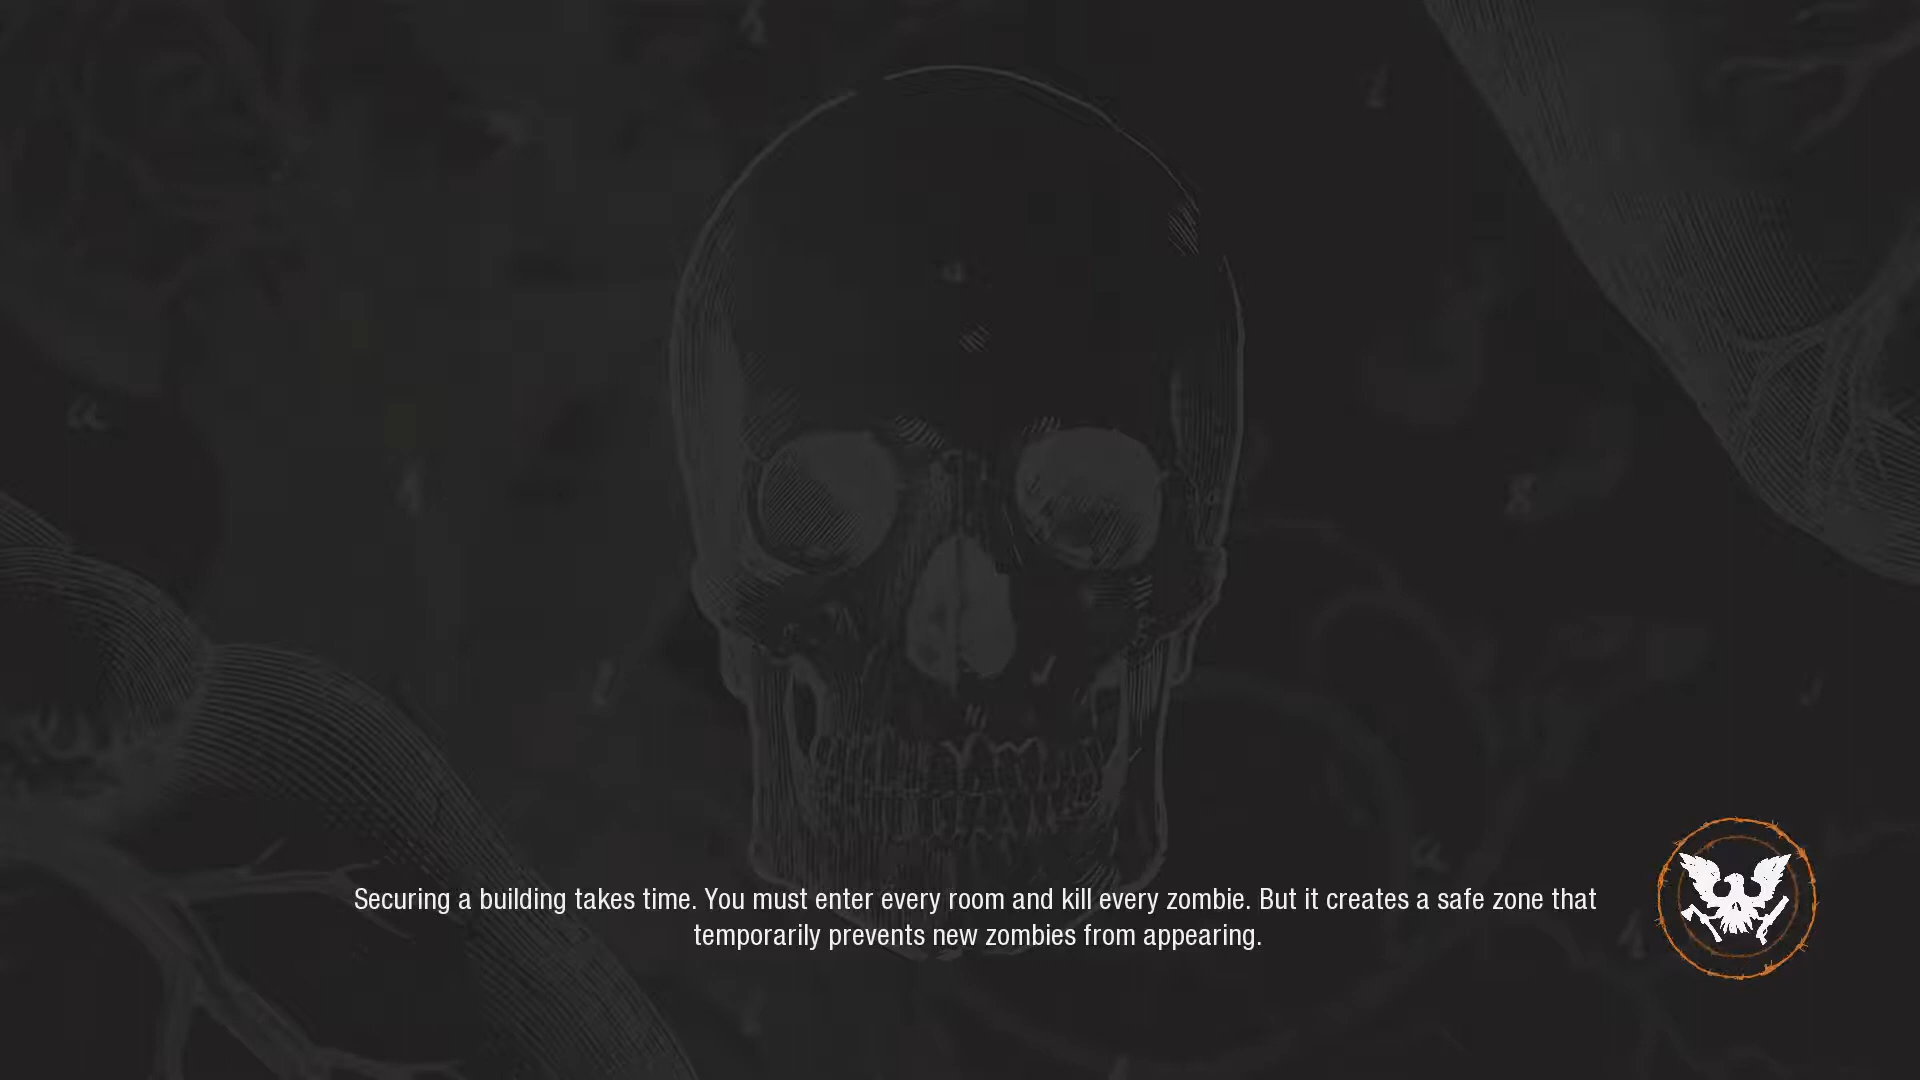 Securing a building takes time. You must enter every room and kill every zombie. But it creates a safe zone that
temporarily prevents new zombies from appearing.